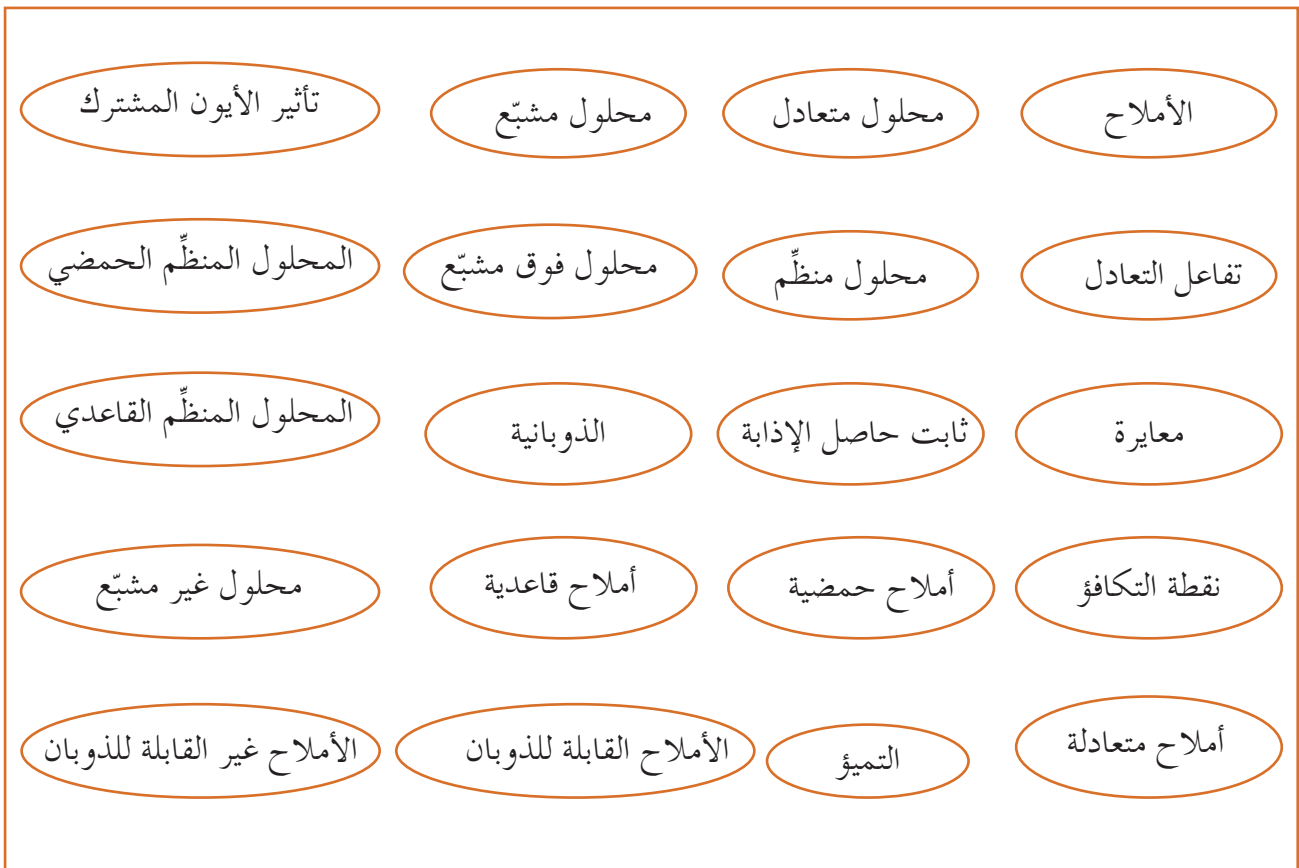 الأملاح
محلول متعادل
محلول مشبّع
تأثير الأيون المشترك
تفاعل التعادل
محلول منظِّم
محلول فوق مشبّع
المحلول المنظِّم الحمضي
معايرة
ثابت حاصل الإذابة
الذوبانية
المحلول المنظِّم القاعدي
نقطة التكافؤ
أملاح حمضية
أملاح قاعدية
محلول غير مشبّع
أملاح متعادلة
التميؤ
الأملاح القابلة للذوبان
الأملاح غير القابلة للذوبان